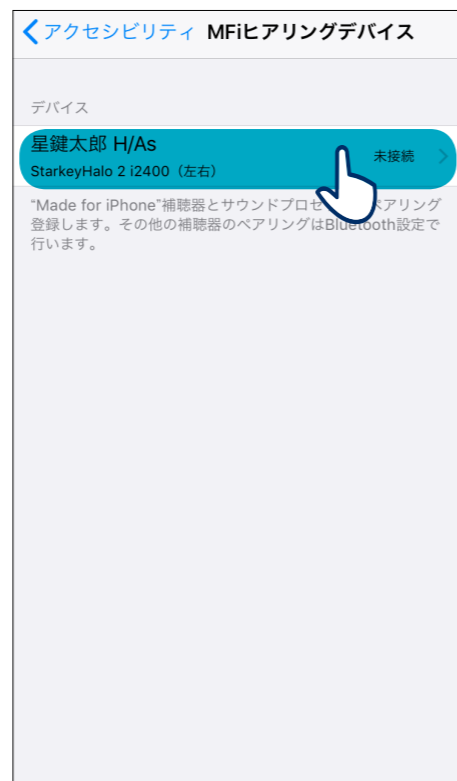 アクセシビリティ MFiヒアリングデバイス
デバイス
星鍵太郎 H/As
StarkeyHalo 2 i2400（左右）
未接続
“Made for iPhone”補聴器とサウンドプロセ ペアリング
登録します。その他の補聴器のペアリングはBluetooth設定で
行います。